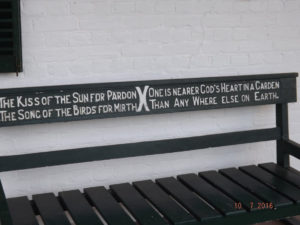 The Kiss of the Sun for Pardon
The Song of the Birds for Mirth
X
One is nearer God's Heart in a Garden
Than Any Where else on Earth.
10 7 2016